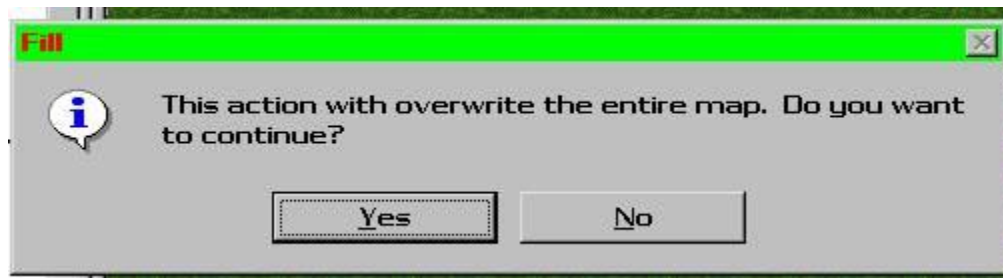 Fill
This action with overwrite the entire map.  Do you want
to continue?
Yes
No